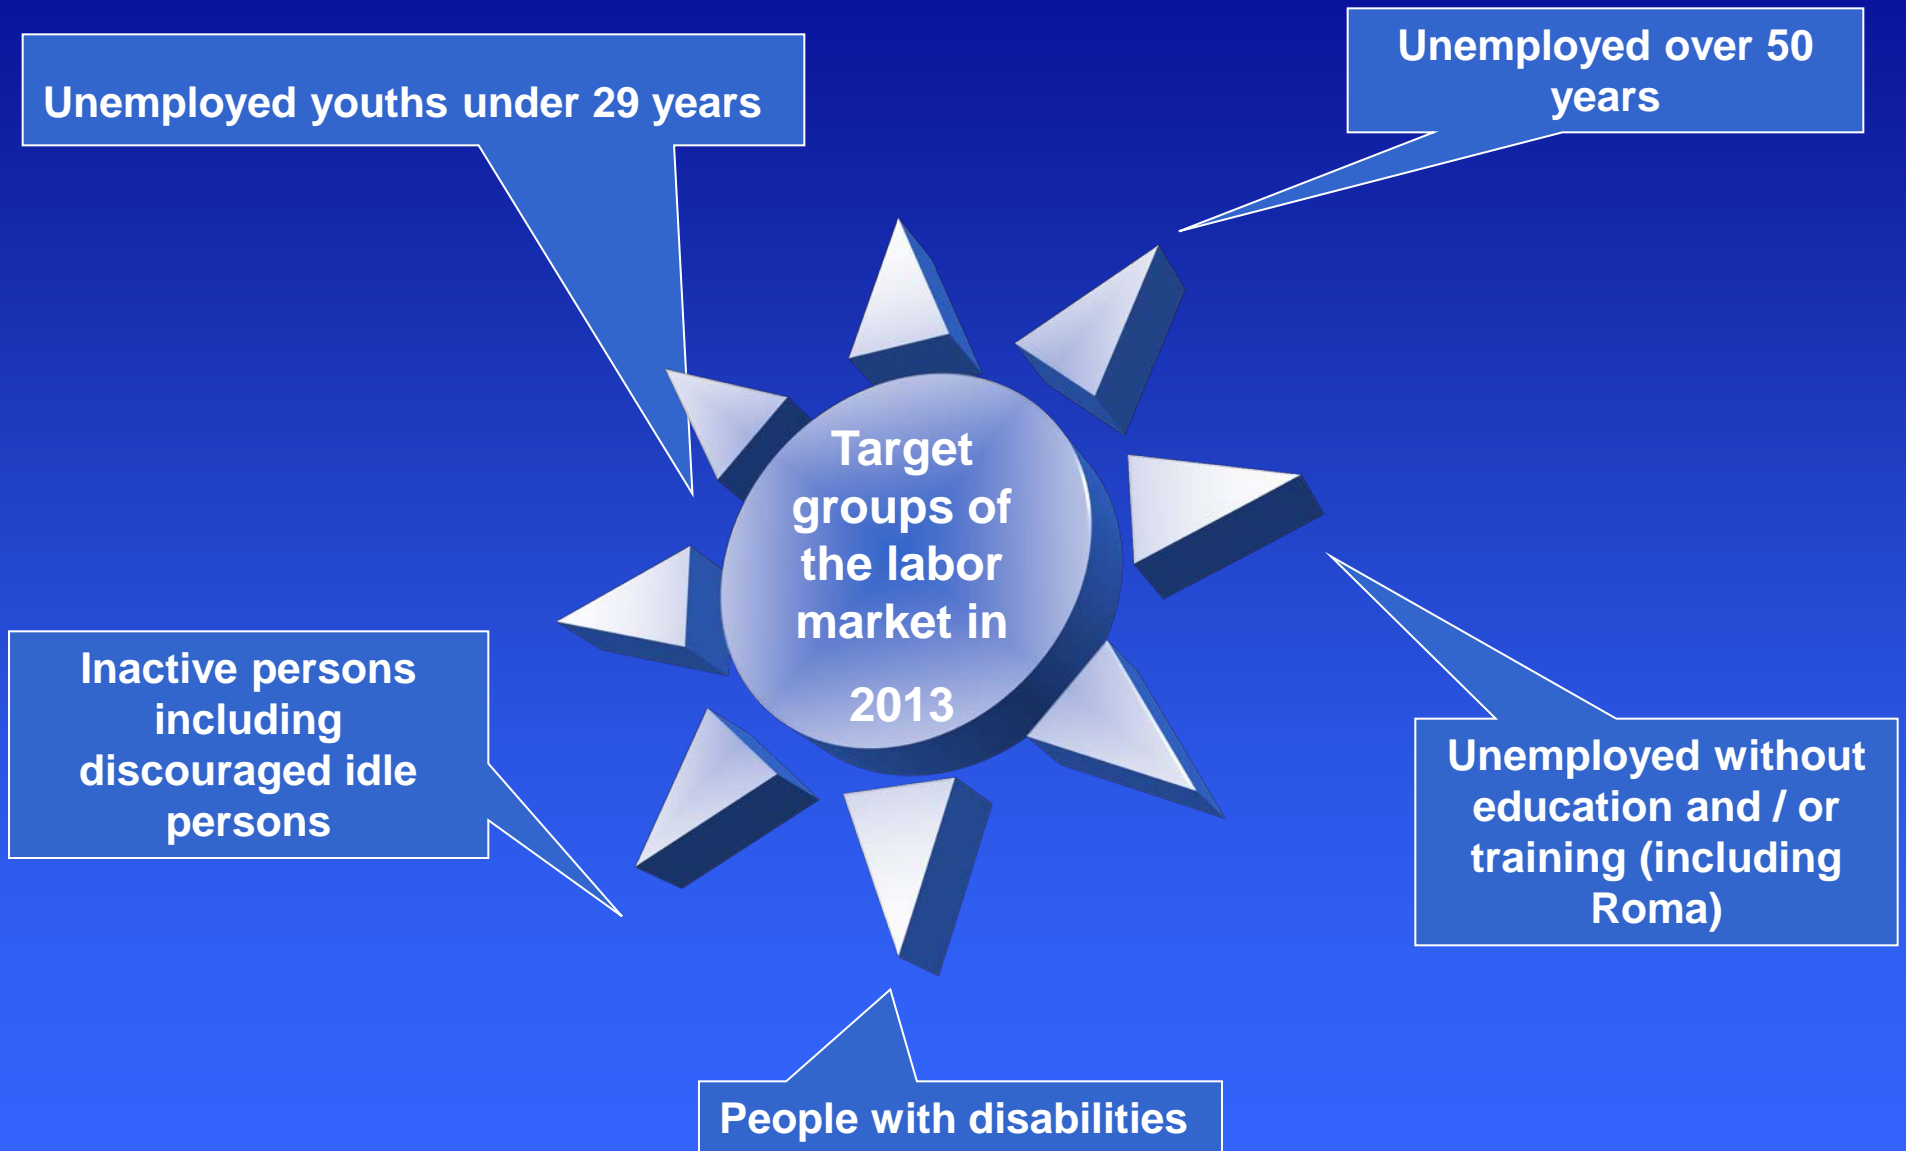 Unemployed youths under 29 years
Unemployed over 50
years
Target
groups of
the labor
market in
2013
Inactive persons
including
discouraged idle
persons
Unemployed without
education and / or
training (including
Roma)
People with disabilities